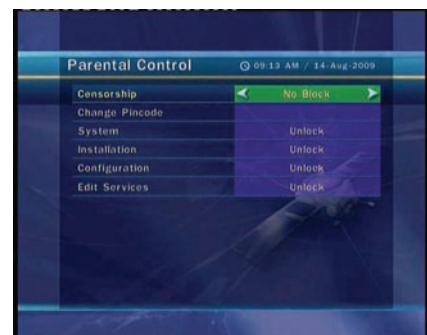 Parental Control 09:13 AM / 14-Aug-2009
Censorship No Block
Change Pincode
System Unlock
Installation Unlock
Configuration Unlock
Edit Services Unlock